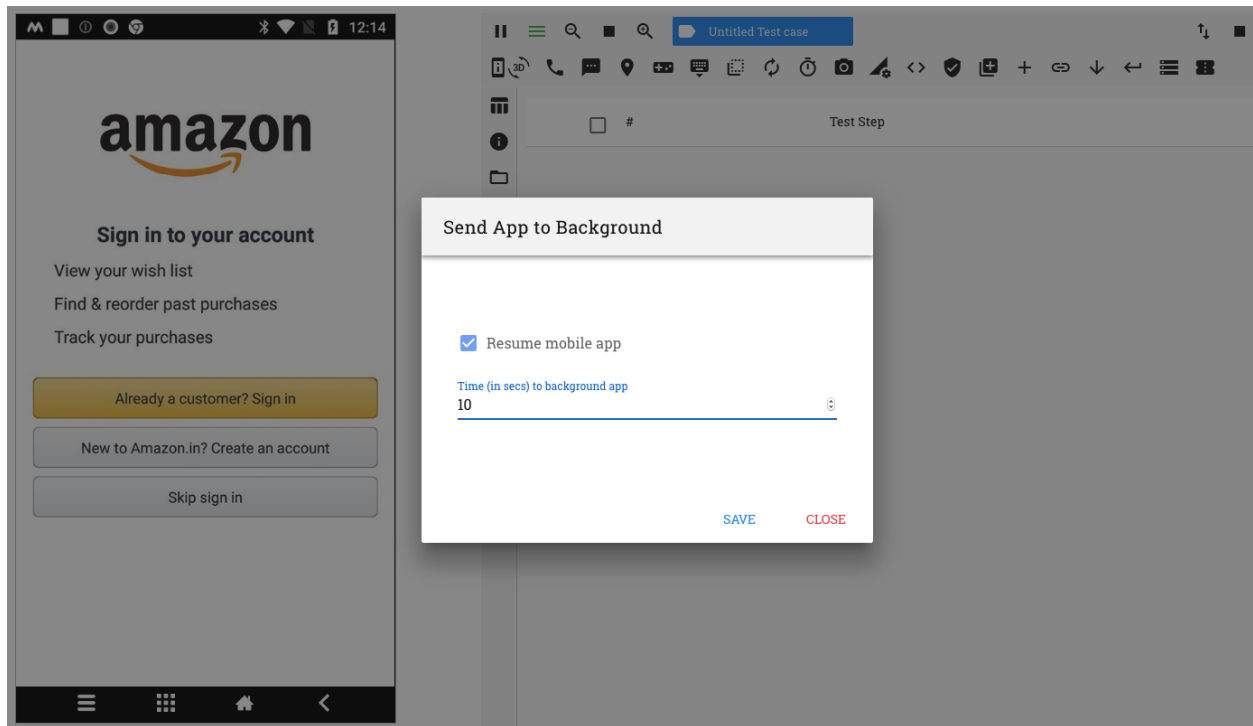 12:14
Untitled Test case
3D
# Test Step
amazon
Sign in to your account
View your wish list
Find & reorder past purchases
Track your purchases
Already a customer? Sign in
New to Amazon.in? Create an account
Skip sign in
Send App to Background
Resume mobile app
Time (in secs) to background app
10
SAVE CLOSE